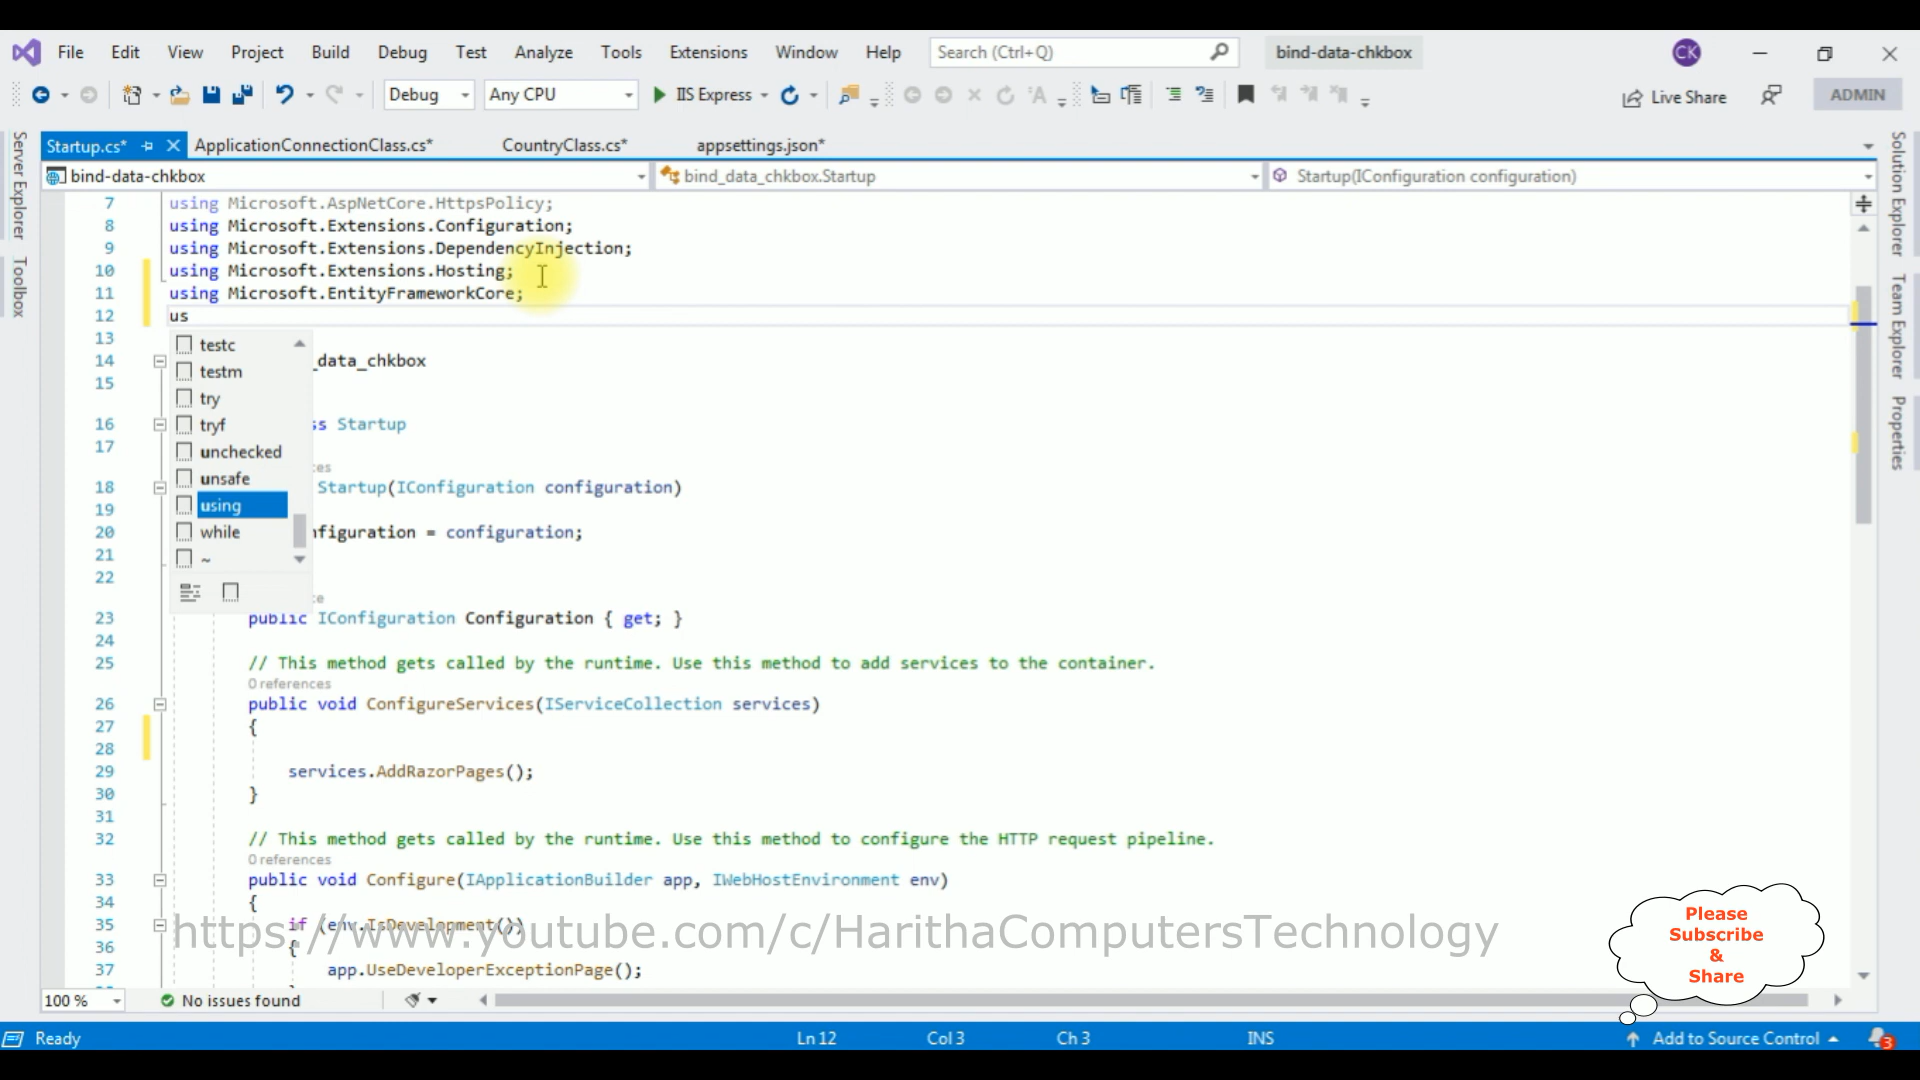 File Edit View Project Build Debug Test Analyze Tools Extensions Window Help Search (Ctrl+Q) bind-data-chkbox CK
Debug Any CPU IIS Express Live Share ADMIN
Startup.cs* ApplicationConnectionClass.cs* CountryClass.cs* appsettings.json*
bind-data-chkbox bind_data_chkbox.Startup Startup(IConfiguration configuration)
Server Explorer
Toolbox
Solution Explorer
Team Explorer
Properties
7 using Microsoft.AspNetCore.HttpsPolicy;
8 using Microsoft.Extensions.Configuration;
9 using Microsoft.Extensions.DependencyInjection;
10 using Microsoft.Extensions.Hosting;
11 using Microsoft.EntityFrameworkCore;
12 us
13
14 _data_chkbox
15
16 ss Startup
17
ces
18 Startup(IConfiguration configuration)
19
20 nfiguration = configuration;
21
22
ce
testc
testm
try
tryf
unchecked
unsafe
using
while
~
23 public IConfiguration Configuration { get; }
24
25 // This method gets called by the runtime. Use this method to add services to the container.
0 references
26 public void ConfigureServices(IServiceCollection services)
27 {
28
29 services.AddRazorPages();
30 }
31
32 // This method gets called by the runtime. Use this method to configure the HTTP request pipeline.
0 references
33 public void Configure(IApplicationBuilder app, IWebHostEnvironment env)
34 {
35 if (env.IsDevelopment())
36 {
37 app.UseDeveloperExceptionPage();
https://www.youtube.com/c/HarithaComputersTechnology
Please
Subscribe
&
Share
100 % No issues found
Ready Ln 12 Col 3 Ch 3 INS Add to Source Control 3